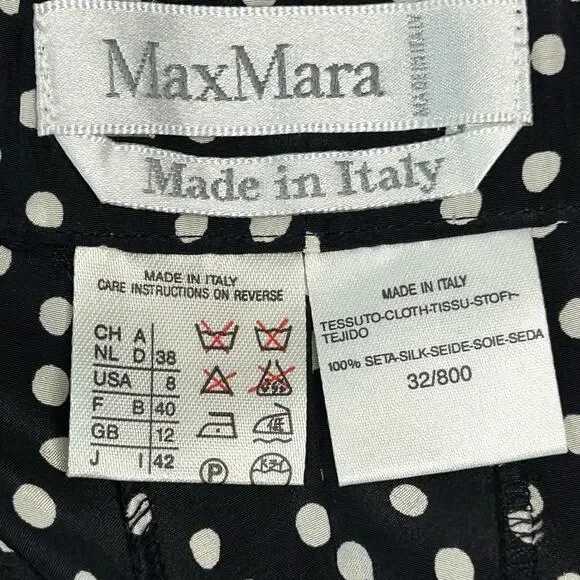 MaxMara
MADE IN ITALY
Made in Italy
MADE IN ITALY
CARE INSTRUCTIONS ON REVERSE
CH A
NL D 38
USA 8
F B 40
GB 12
J I 42
低
P
MADE IN ITALY
TESSUTO-CLOTH-TISSU-STOFF-
TEJIDO
100% SETA-SILK-SEIDE-SOIE-SEDA
32/800